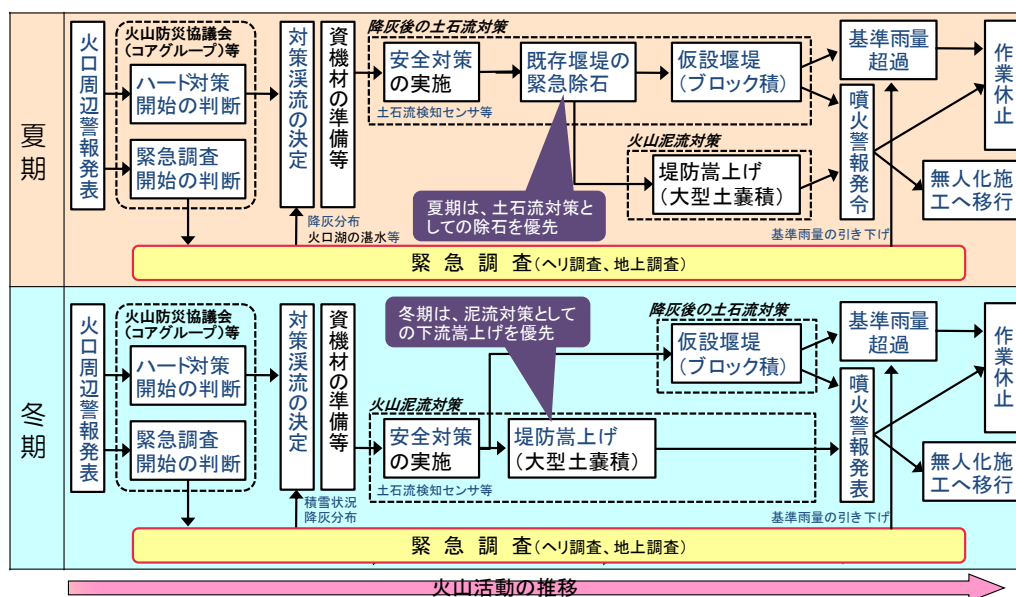 夏期
火口周辺警報発表
火山防災協議会
(コアグループ)等
ハード対策
開始の判断
緊急調査
開始の判断
対策渓流の決定
資機材の準備等
降灰後の土石流対策
安全対策
の実施
土石流検知センサ等
既存堰堤の
緊急除石
仮設堰堤
(ブロック積)
火山泥流対策
堤防嵩上げ
(大型土嚢積)
夏期は、土石流対策と
しての除石を優先
基準雨量
超過
噴火警報発令
作業休止
無人化施
工へ移行
降灰分布
火口湖の湛水等
基準雨量の引き下げ
緊急調査(ヘリ調査、地上調査)
冬期
火口周辺警報発表
火山防災協議会
(コアグループ)等
ハード対策
開始の判断
緊急調査
開始の判断
対策渓流の決定
資機材の準備等
冬期は、泥流対策として
の下流嵩上げを優先
降灰後の土石流対策
仮設堰堤
(ブロック積)
火山泥流対策
安全対策
の実施
土石流検知センサ等
堤防嵩上げ
(大型土嚢積)
基準雨量
超過
噴火警報発表
作業休止
無人化施
工へ移行
積雪状況
降灰分布
基準雨量の引き下げ
緊急調査(ヘリ調査、地上調査)
火山活動の推移